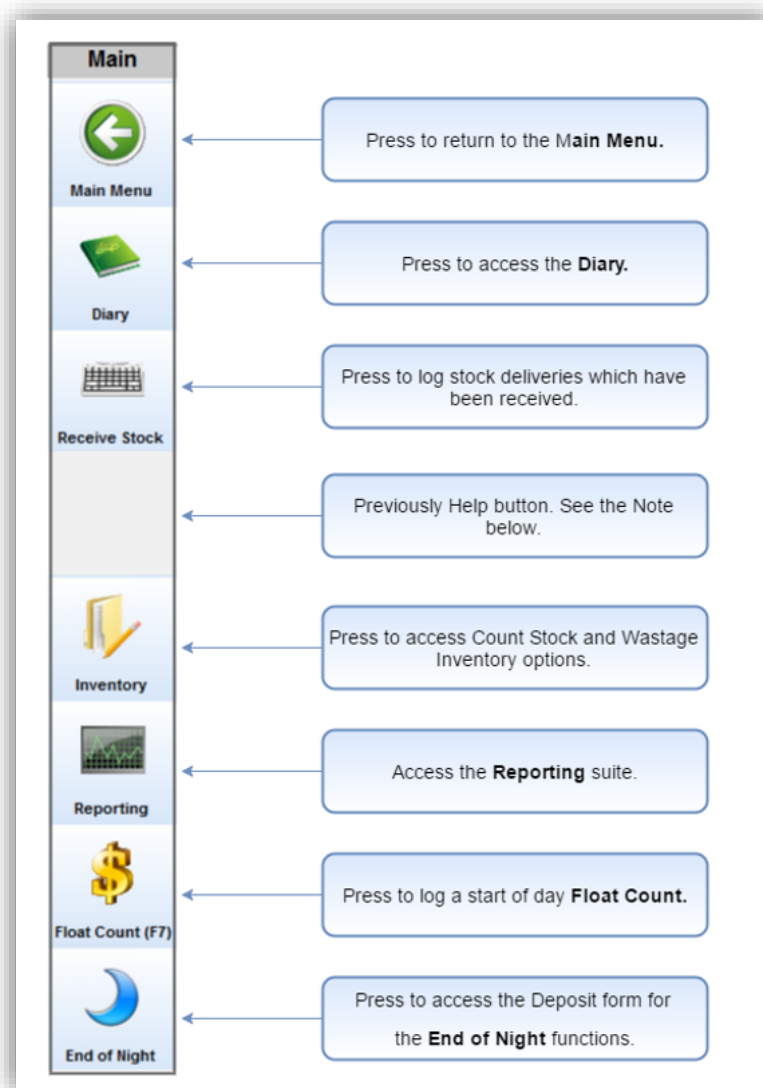 Main
Main Menu
Press to return to the Main Menu.
Diary
Press to access the Diary.
Receive Stock
Press to log stock deliveries which have
been received.
Previously Help button. See the Note
below.
Inventory
Press to access Count Stock and Wastage
Inventory options.
Reporting
Access the Reporting suite.
Float Count (F7)
Press to log a start of day Float Count.
End of Night
Press to access the Deposit form for
the End of Night functions.